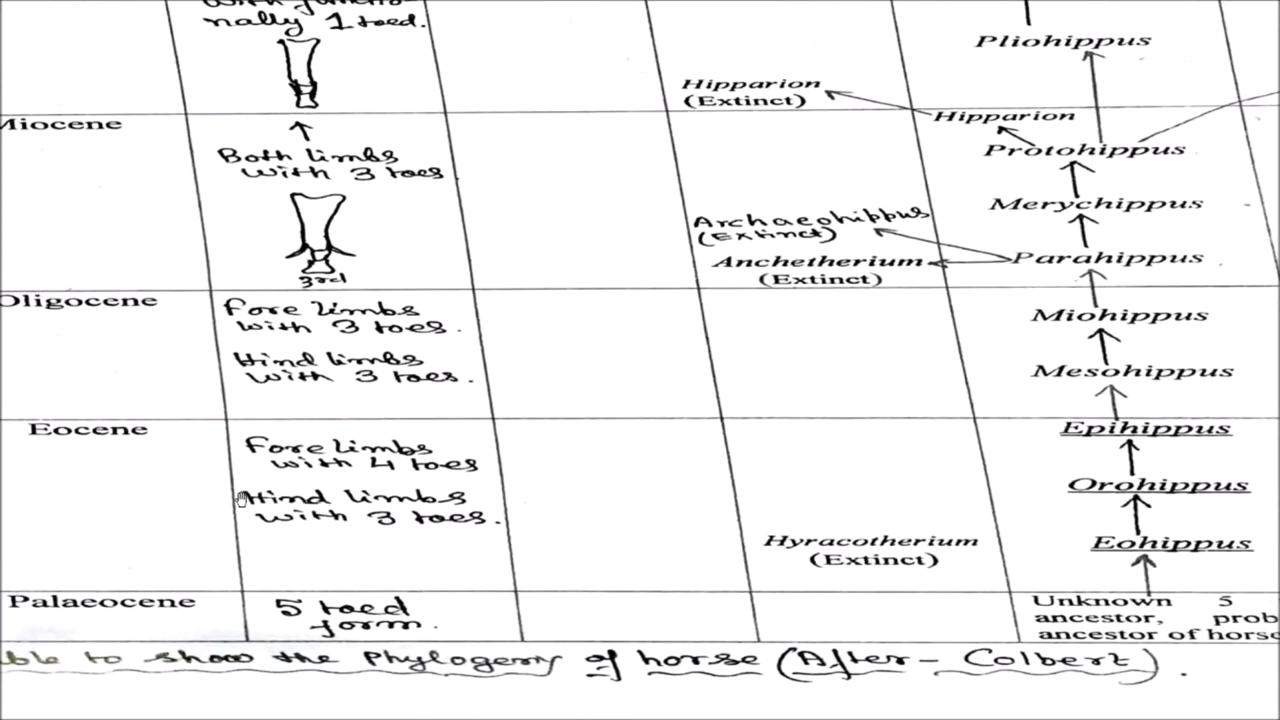 nally 1 toed.
Pliohippus
Hipparion
(Extinct)
Miocene
Hipparion
Both limbs
with 3 toes
Protohippus
Merychippus
Archaeohippus
(Extinct)
Anchetherium
(Extinct)
Parahippus
3rd
Oligocene
Fore limbs
with 3 toes.
Miohippus
Hind limbs
with 3 toes.
Mesohippus
Eocene
Epihippus
Fore limbs
with 4 toes
Orohippus
Hind limbs
with 3 toes.
Hyracotherium
(Extinct)
Eohippus
Palaeocene
5 toed
form.
Unknown 5
ancestor, prob
ancestor of hors
to show the Phylogeny of horse (After - Colbert).